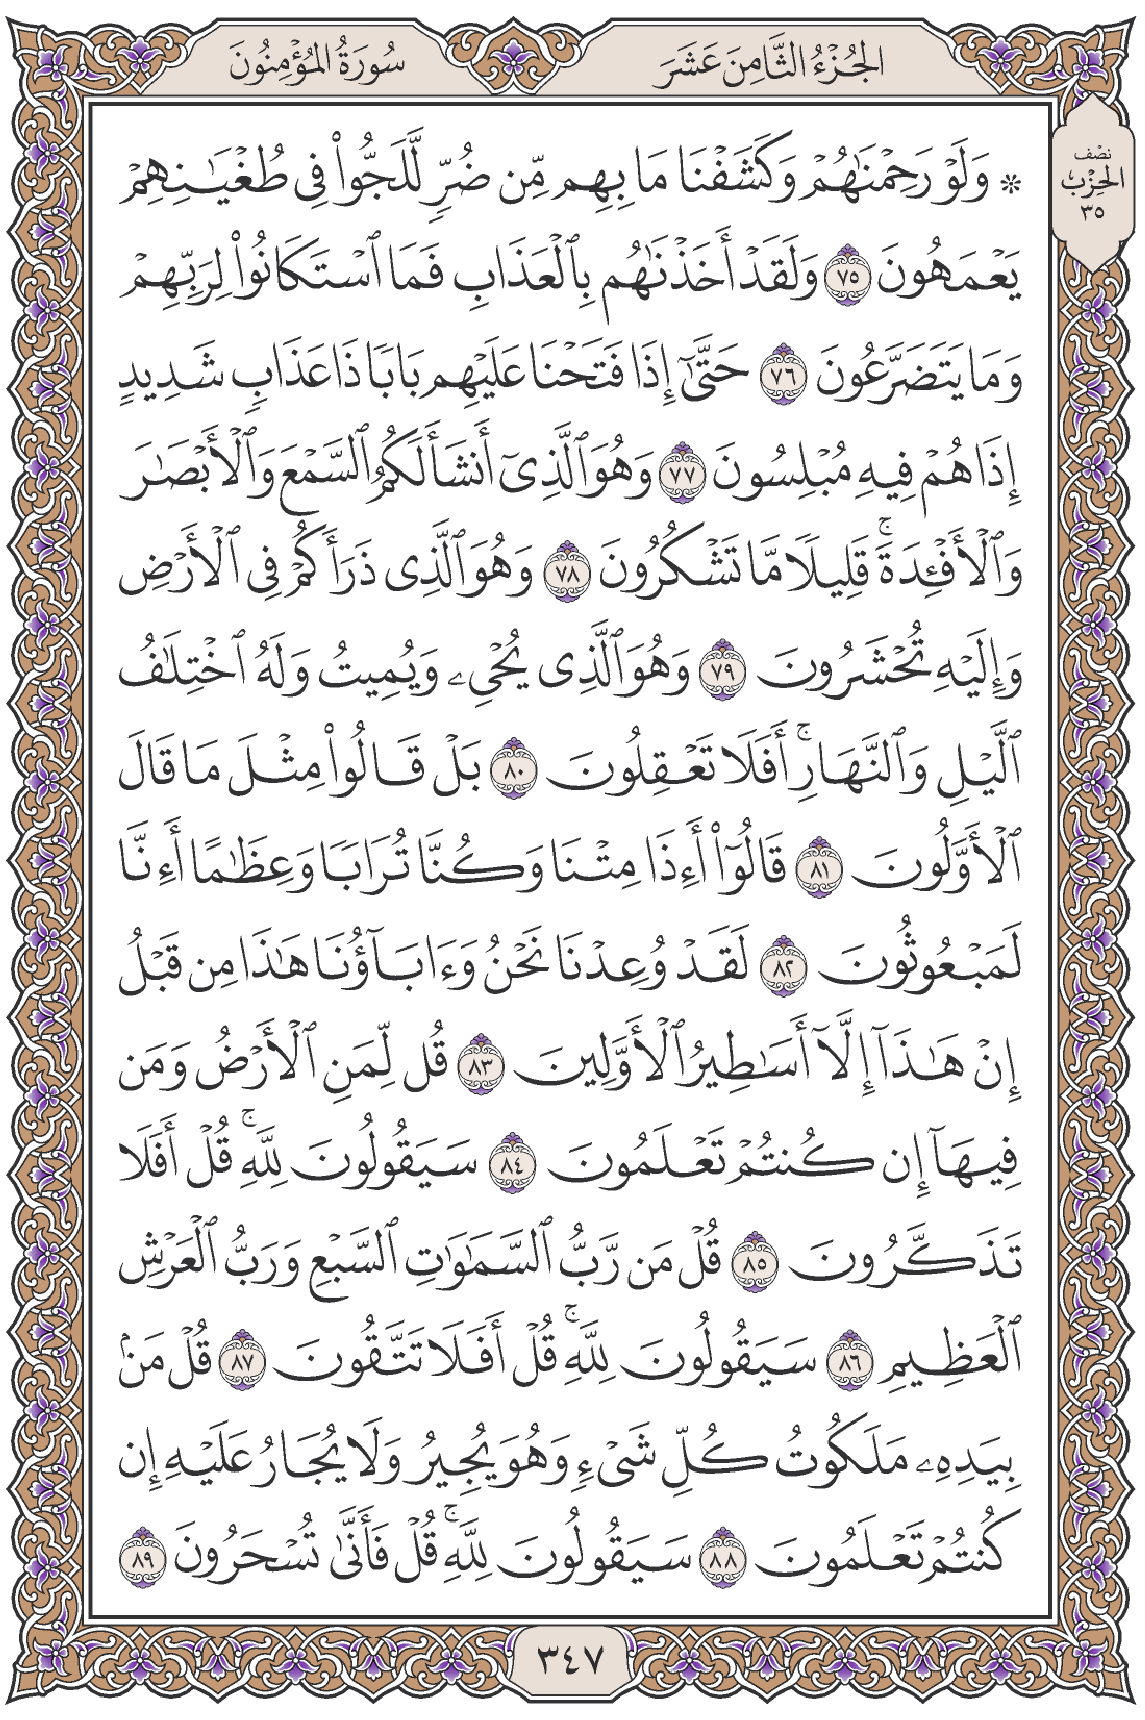 سُورَةُ المُؤْمِنُونَ
الجُزْءُ الثَّامِنَ عَشَرَ
نصْف
الحِزْب
٣٥
۞ وَلَوْ رَحِمْنَٰهُمْ وَكَشَفْنَا مَا بِهِم مِّن ضُرٍّ لَّلَجُّوا۟ فِى طُغْيَٰنِهِمْ
يَعْمَهُونَ ٧٥ وَلَقَدْ أَخَذْنَٰهُم بِٱلْعَذَابِ فَمَا ٱسْتَكَانُوا۟ لِرَبِّهِمْ
وَمَا يَتَضَرَّعُونَ ٧٦ حَتَّىٰٓ إِذَا فَتَحْنَا عَلَيْهِم بَابًا ذَا عَذَابٍ شَدِيدٍ
إِذَا هُمْ فِيهِ مُبْلِسُونَ ٧٧ وَهُوَ ٱلَّذِىٓ أَنشَأَ لَكُمُ ٱلسَّمْعَ وَٱلْأَبْصَٰرَ
وَٱلْأَفْـِٔدَةَ ۚ قَلِيلًا مَّا تَشْكُرُونَ ٧٨ وَهُوَ ٱلَّذِى ذَرَأَكُمْ فِى ٱلْأَرْضِ
وَإِلَيْهِ تُحْشَرُونَ ٧٩ وَهُوَ ٱلَّذِى يُحْىِۦ وَيُمِيتُ وَلَهُ ٱخْتِلَٰفُ
ٱلَّيْلِ وَٱلنَّهَارِ ۚ أَفَلَا تَعْقِلُونَ ٨٠ بَلْ قَالُوا۟ مِثْلَ مَا قَالَ
ٱلْأَوَّلُونَ ٨١ قَالُوٓا۟ أَءِذَا مِتْنَا وَكُنَّا تُرَابًا وَعِظَٰمًا أَءِنَّا
لَمَبْعُوثُونَ ٨٢ لَقَدْ وُعِدْنَا نَحْنُ وَءَابَآؤُنَا هَٰذَا مِن قَبْلُ
إِنْ هَٰذَآ إِلَّآ أَسَٰطِيرُ ٱلْأَوَّلِينَ ٨٣ قُل لِّمَنِ ٱلْأَرْضُ وَمَن
فِيهَآ إِن كُنتُمْ تَعْلَمُونَ ٨٤ سَيَقُولُونَ لِلَّهِ ۚ قُلْ أَفَلَا
تَذَكَّرُونَ ٨٥ قُلْ مَن رَّبُّ ٱلسَّمَٰوَٰتِ ٱلسَّبْعِ وَرَبُّ ٱلْعَرْشِ
ٱلْعَظِيمِ ٨٦ سَيَقُولُونَ لِلَّهِ ۚ قُلْ أَفَلَا تَتَّقُونَ ٨٧ قُلْ مَنۢ
بِيَدِهِۦ مَلَكُوتُ كُلِّ شَىْءٍ وَهُوَ يُجِيرُ وَلَا يُجَارُ عَلَيْهِ إِن
كُنتُمْ تَعْلَمُونَ ٨٨ سَيَقُولُونَ لِلَّهِ ۚ قُلْ فَأَنَّىٰ تُسْحَرُونَ ٨٩
٣٤٧